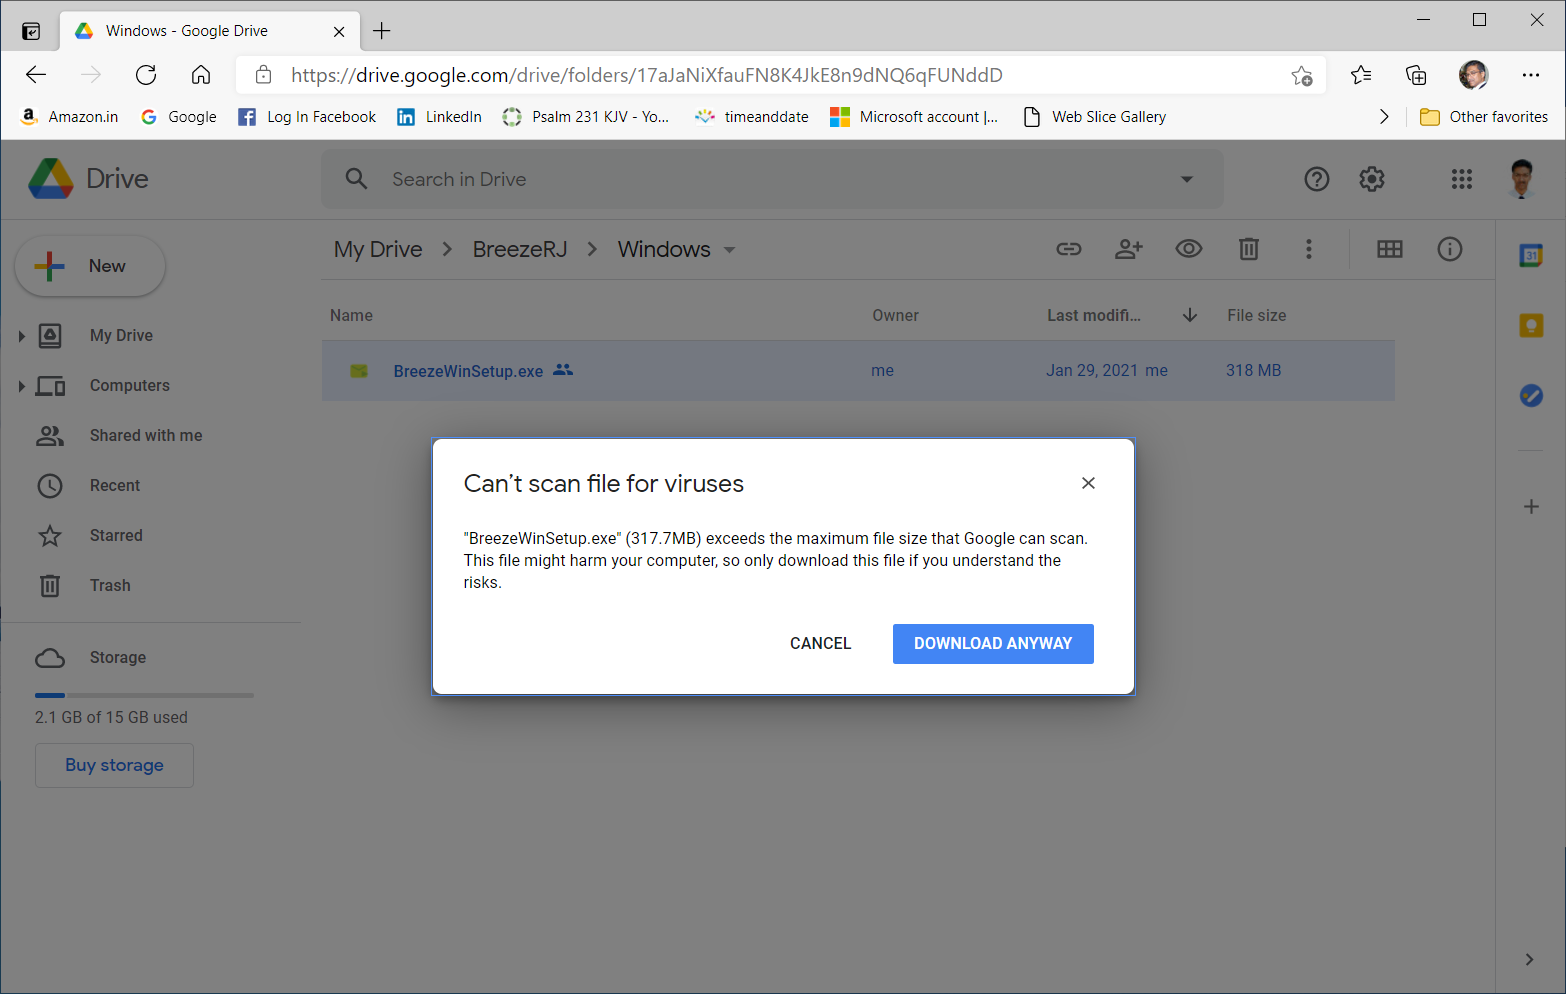 Windows - Google Drive
https://drive.google.com/drive/folders/17aJaNiXfauFN8K4JkE8n9dNQ6qFUNddD
Amazon.in Google Log In Facebook LinkedIn Psalm 231 KJV - Yo... timeanddate Microsoft account |... Web Slice Gallery Other favorites
Drive
Search in Drive
New
My Drive
Computers
Shared with me
Recent
Starred
Trash
Storage
2.1 GB of 15 GB used
Buy storage
My Drive > BreezeRJ > Windows
Name Owner Last modifi... File size
BreezeWinSetup.exe me Jan 29, 2021 me 318 MB
31
Can't scan file for viruses
"BreezeWinSetup.exe" (317.7MB) exceeds the maximum file size that Google can scan.
This file might harm your computer, so only download this file if you understand the
risks.
CANCEL DOWNLOAD ANYWAY